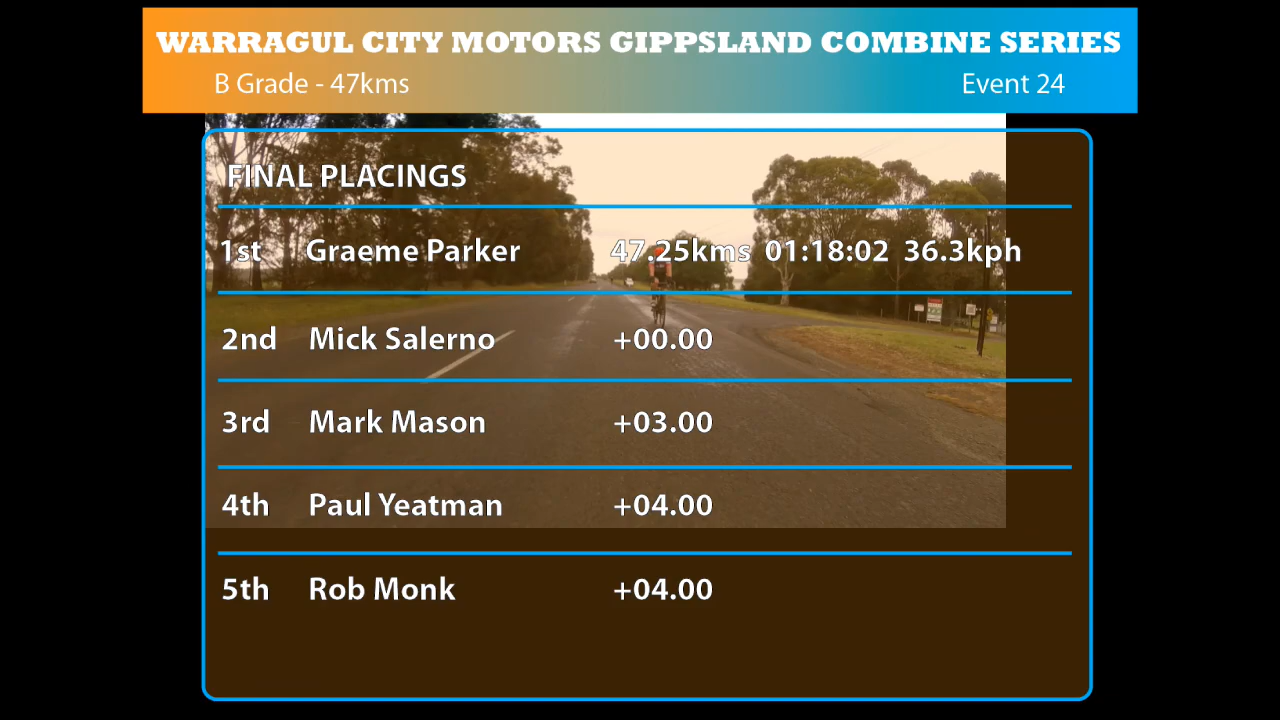 WARRAGUL CITY MOTORS GIPPSLAND COMBINE SERIES
B Grade - 47kms Event 24
FINAL PLACINGS
1st Graeme Parker 47.25kms 01:18:02 36.3kph
2nd Mick Salerno +00.00
3rd Mark Mason +03.00
4th Paul Yeatman +04.00
5th Rob Monk +04.00